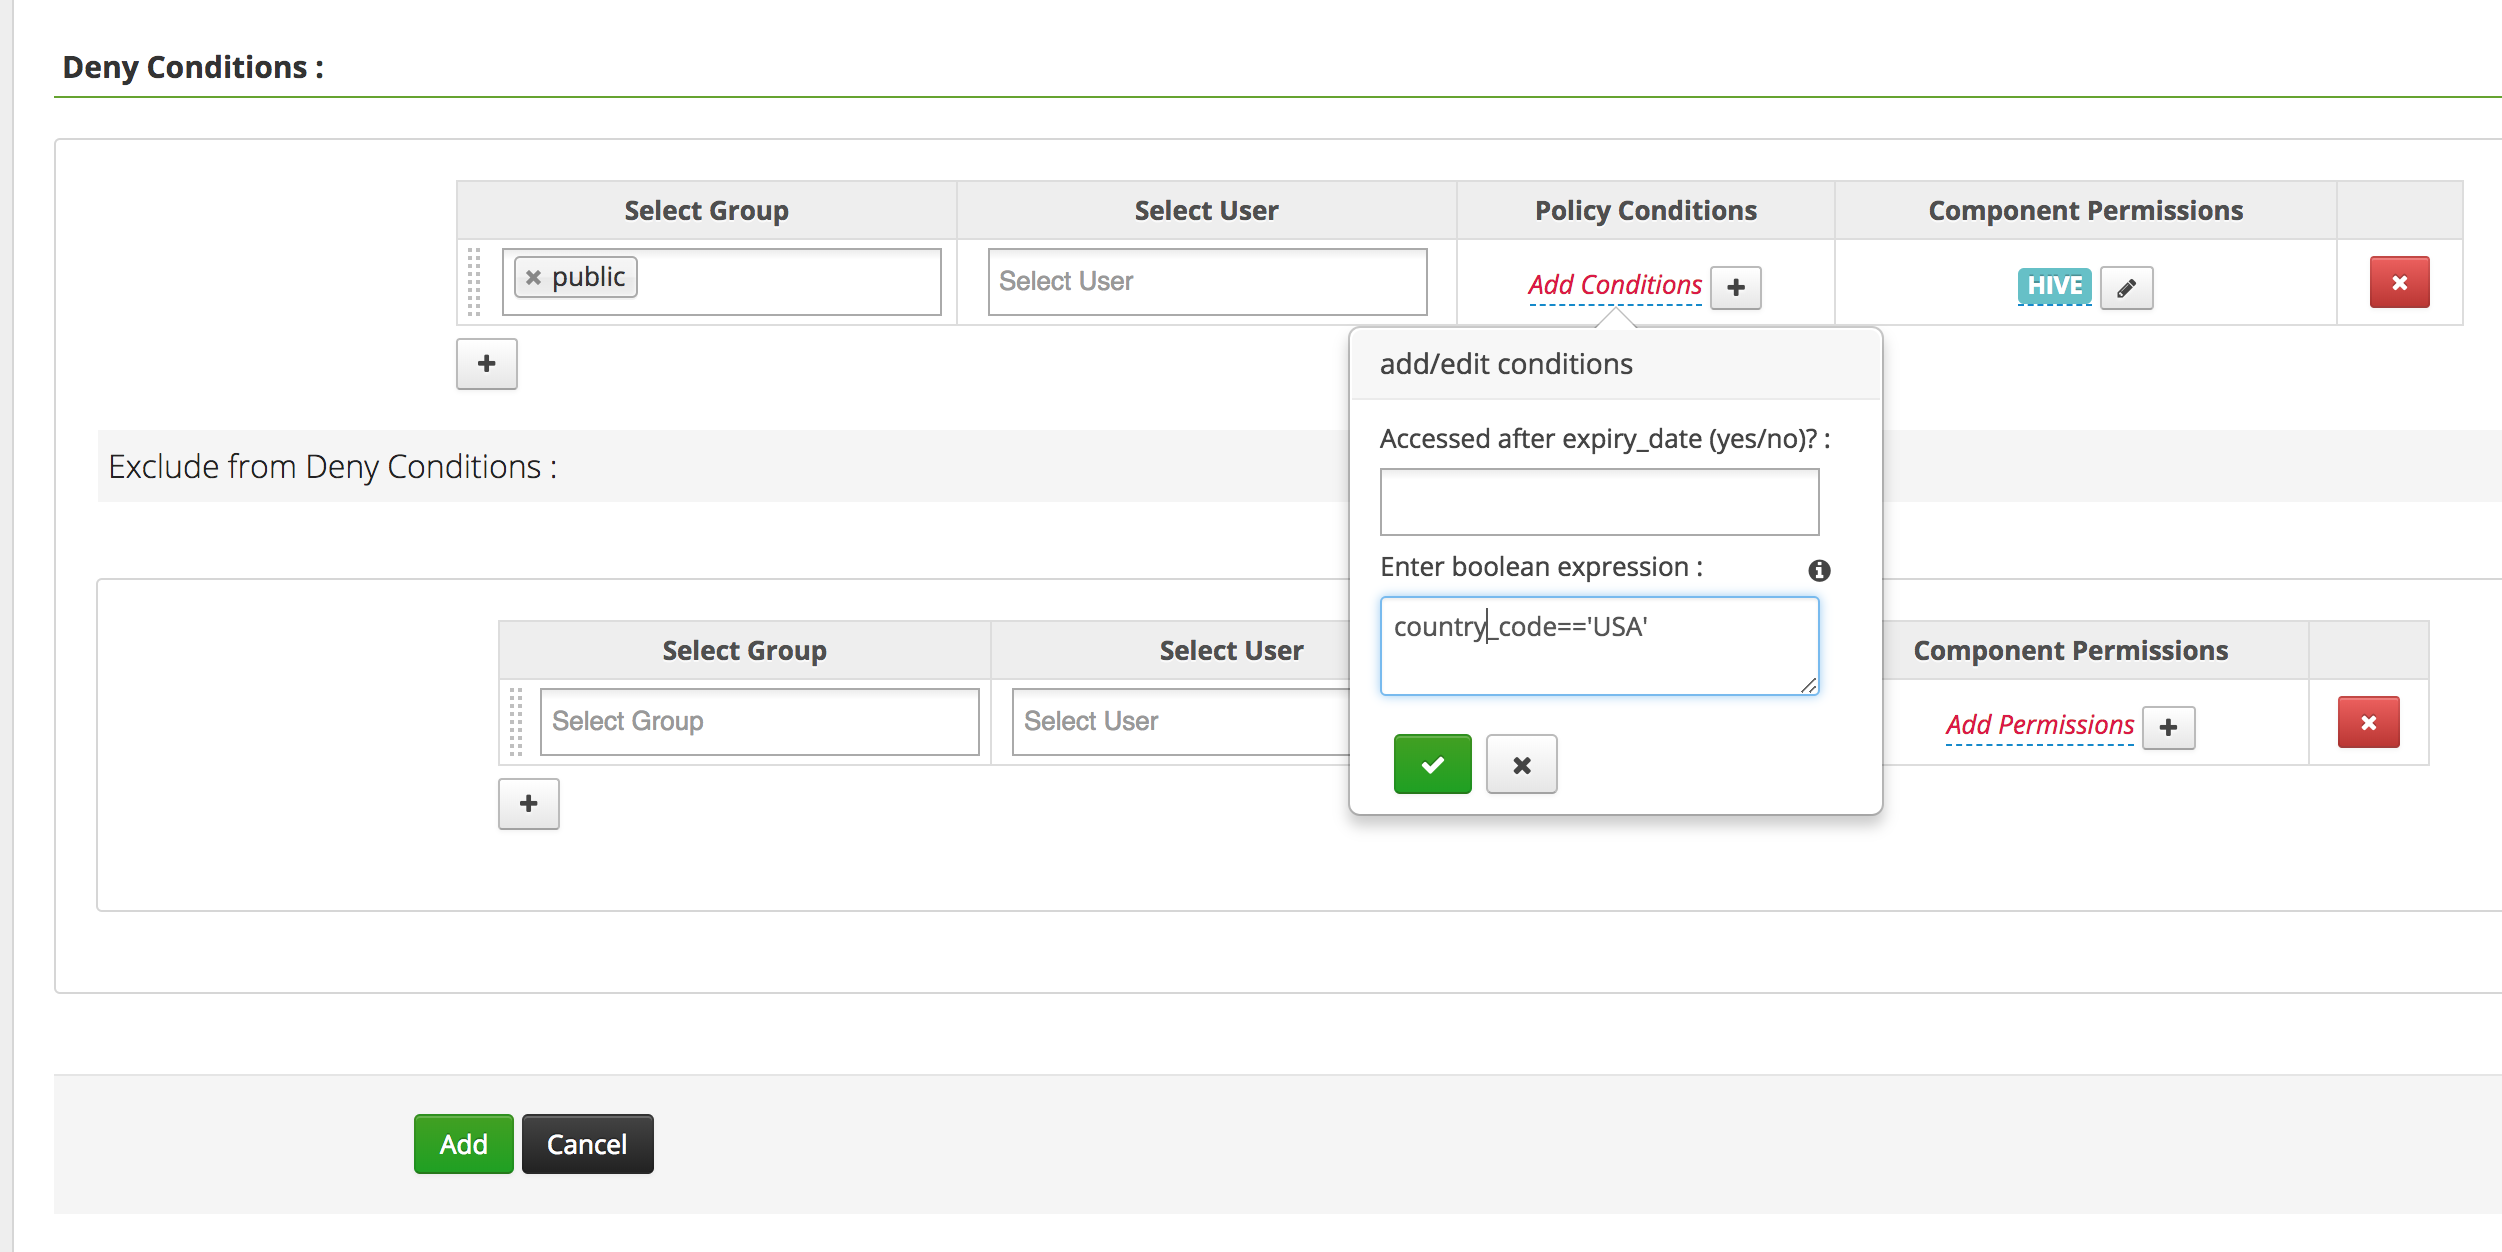 Deny Conditions :
Select Group Select User Policy Conditions Component Permissions
public Select User Add Conditions HIVE
add/edit conditions
Accessed after expiry_date (yes/no)? :
Exclude from Deny Conditions :
Enter boolean expression :
country_code=='USA'
Select Group Select User Component Permissions
Select Group Select User Add Permissions
Add Cancel